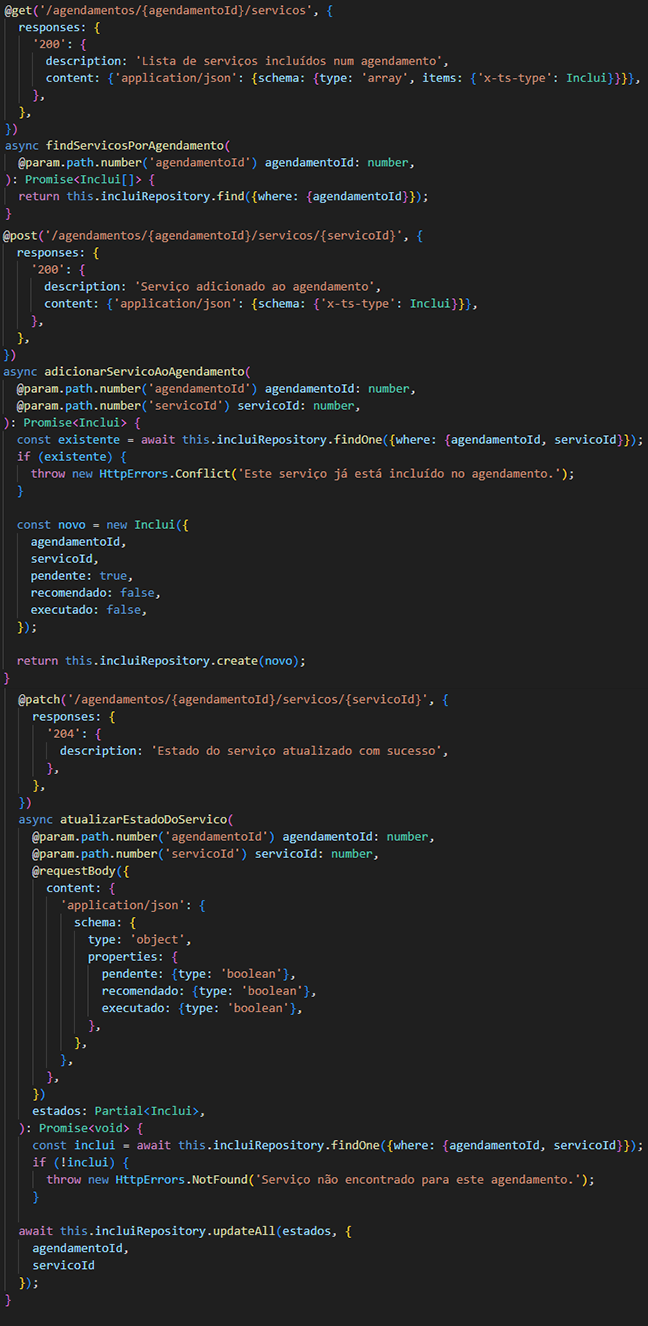 @get('/agendamentos/{agendamentoId}/servicos', {
  responses: {
    '200': {
      description: 'Lista de serviços incluídos num agendamento',
      content: {'application/json': {schema: {type: 'array', items: {'x-ts-type': Inclui}}}},
    },
  },
})
async findServicosPorAgendamento(
  @param.path.number('agendamentoId') agendamentoId: number,
): Promise<Inclui[]> {
  return this.incluiRepository.find({where: {agendamentoId}});
}
@post('/agendamentos/{agendamentoId}/servicos/{servicoId}', {
  responses: {
    '200': {
      description: 'Serviço adicionado ao agendamento',
      content: {'application/json': {schema: {'x-ts-type': Inclui}}},
    },
  },
})
async adicionarServicoAoAgendamento(
  @param.path.number('agendamentoId') agendamentoId: number,
  @param.path.number('servicoId') servicoId: number,
): Promise<Inclui> {
  const existente = await this.incluiRepository.findOne({where: {agendamentoId, servicoId}});
  if (existente) {
    throw new HttpErrors.Conflict('Este serviço já está incluído no agendamento.');
  }

  const novo = new Inclui({
    agendamentoId,
    servicoId,
    pendente: true,
    recomendado: false,
    executado: false,
  });

  return this.incluiRepository.create(novo);
}
@patch('/agendamentos/{agendamentoId}/servicos/{servicoId}', {
  responses: {
    '204': {
      description: 'Estado do serviço atualizado com sucesso',
    },
  },
})
async atualizarEstadoDoServico(
  @param.path.number('agendamentoId') agendamentoId: number,
  @param.path.number('servicoId') servicoId: number,
  @requestBody({
    content: {
      'application/json': {
        schema: {
          type: 'object',
          properties: {
            pendente: {type: 'boolean'},
            recomendado: {type: 'boolean'},
            executado: {type: 'boolean'},
          },
        },
      },
    },
  })
  estados: Partial<Inclui>,
): Promise<void> {
  const inclui = await this.incluiRepository.findOne({where: {agendamentoId, servicoId}});
  if (!inclui) {
    throw new HttpErrors.NotFound('Serviço não encontrado para este agendamento.');
  }

await this.incluiRepository.updateAll(estados, {
  agendamentoId,
  servicoId
});
}